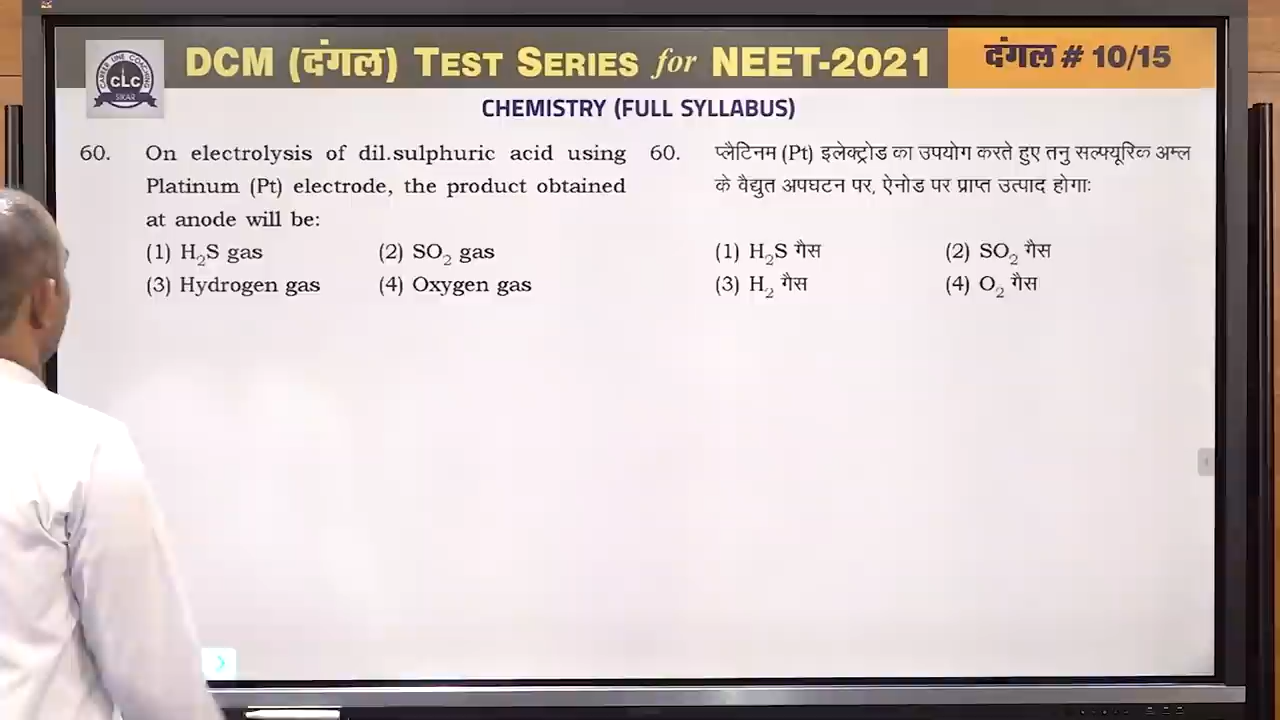 DCM (दंगल) TEST SERIES for NEET-2021
दंगल # 10/15
CAREER LINE COACHING
CLC
SIKAR
CHEMISTRY (FULL SYLLABUS)
60. On electrolysis of dil.sulphuric acid using
Platinum (Pt) electrode, the product obtained
at anode will be:
(1) H₂S gas (2) SO₂ gas
(3) Hydrogen gas (4) Oxygen gas
60. प्लैटिनम (Pt) इलेक्ट्रोड का उपयोग करते हुए तनु सल्फ्यूरिक अम्ल
के वैद्युत अपघटन पर, ऐनोड पर प्राप्त उत्पाद होगाः
(1) H₂S गैस (2) SO₂ गैस
(3) H₂ गैस (4) O₂ गैस